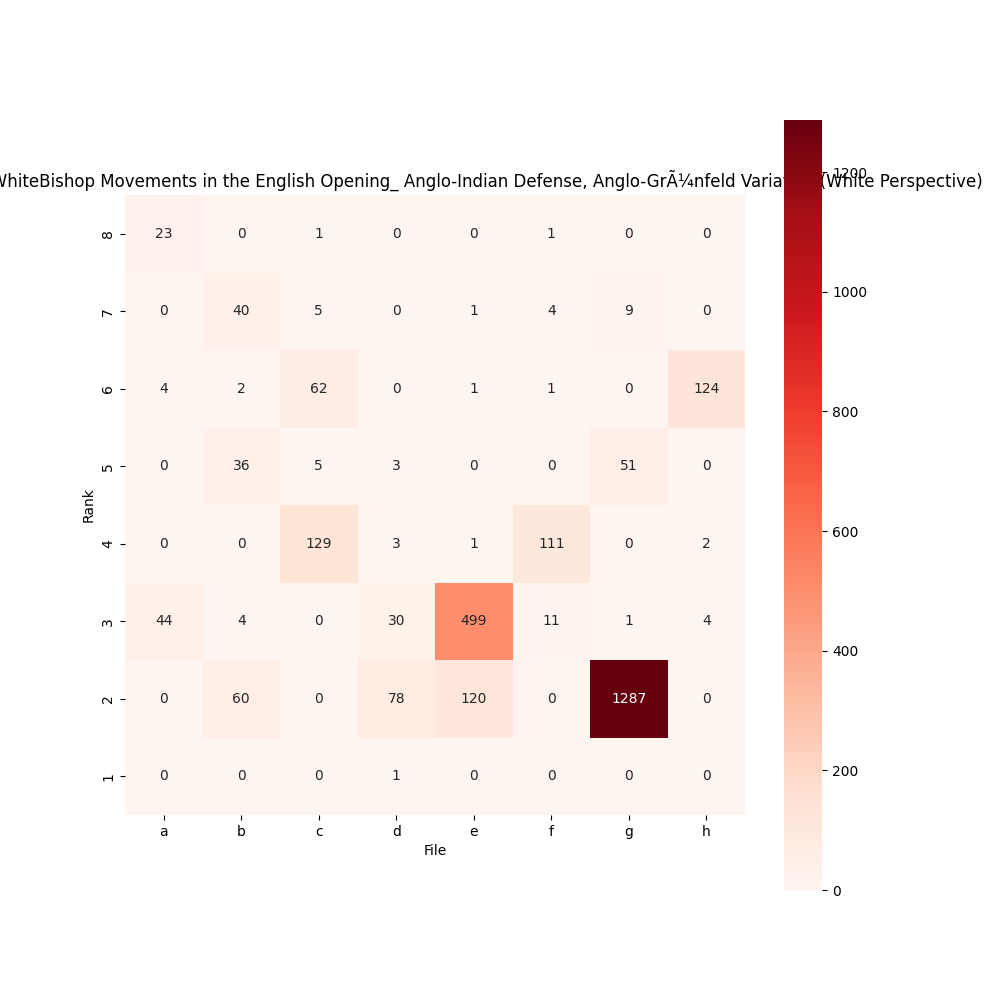 WhiteBishop Movements in the English Opening_ Anglo-Indian Defense, Anglo-GrÃ¼nfeld Variat (White Perspective)
1200
8 23 0 1 0 0 1 0 0
7 0 40 5 0 1 4 9 0
1000
6 4 2 62 0 1 1 0 124
800
5 0 36 5 3 0 0 51 0
Rank
4 0 0 129 3 1 111 0 2
600
3 44 4 0 30 499 11 1 4
400
2 0 60 0 78 120 0 1287 0
200
1 0 0 0 1 0 0 0 0
a b c d e f g h
File
0